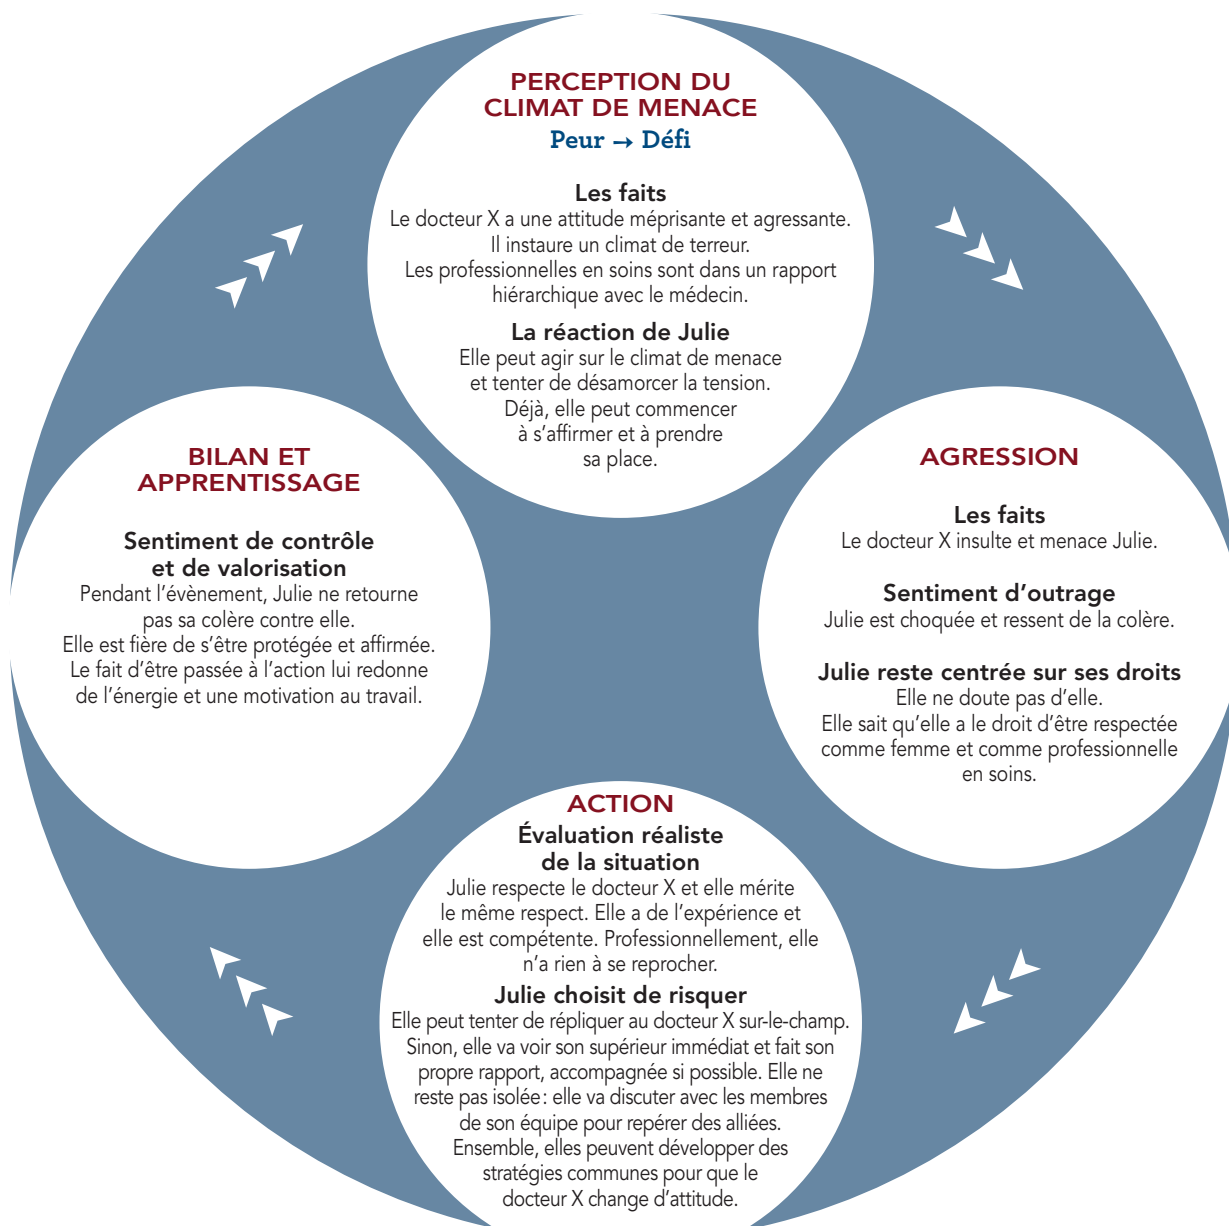 PERCEPTION DU
CLIMAT DE MENACE
Peur → Défi
Les faits
Le docteur X a une attitude méprisante et agressante.
Il instaure un climat de terreur.
Les professionnelles en soins sont dans un rapport
hiérarchique avec le médecin.
La réaction de Julie
Elle peut agir sur le climat de menace
et tenter de désamorcer la tension.
Déjà, elle peut commencer
à s’affirmer et à prendre
sa place.
AGRESSION
Les faits
Le docteur X insulte et menace Julie.
Sentiment d’outrage
Julie est choquée et ressent de la colère.
Julie reste centrée sur ses droits
Elle ne doute pas d’elle.
Elle sait qu’elle a le droit d’être respectée
comme femme et comme professionnelle
en soins.
ACTION
Évaluation réaliste
de la situation
Julie respecte le docteur X et elle mérite
le même respect. Elle a de l’expérience et
elle est compétente. Professionnellement, elle
n’a rien à se reprocher.
Julie choisit de risquer
Elle peut tenter de répliquer au docteur X sur-le-champ.
Sinon, elle va voir son supérieur immédiat et fait son
propre rapport, accompagnée si possible. Elle ne
reste pas isolée : elle va discuter avec les membres
de son équipe pour repérer des alliées.
Ensemble, elles peuvent développer des
stratégies communes pour que le
docteur X change d’attitude.
BILAN ET
APPRENTISSAGE
Sentiment de contrôle
et de valorisation
Pendant l’évènement, Julie ne retourne
pas sa colère contre elle.
Elle est fière de s’être protégée et affirmée.
Le fait d’être passée à l’action lui redonne
de l’énergie et une motivation au travail.